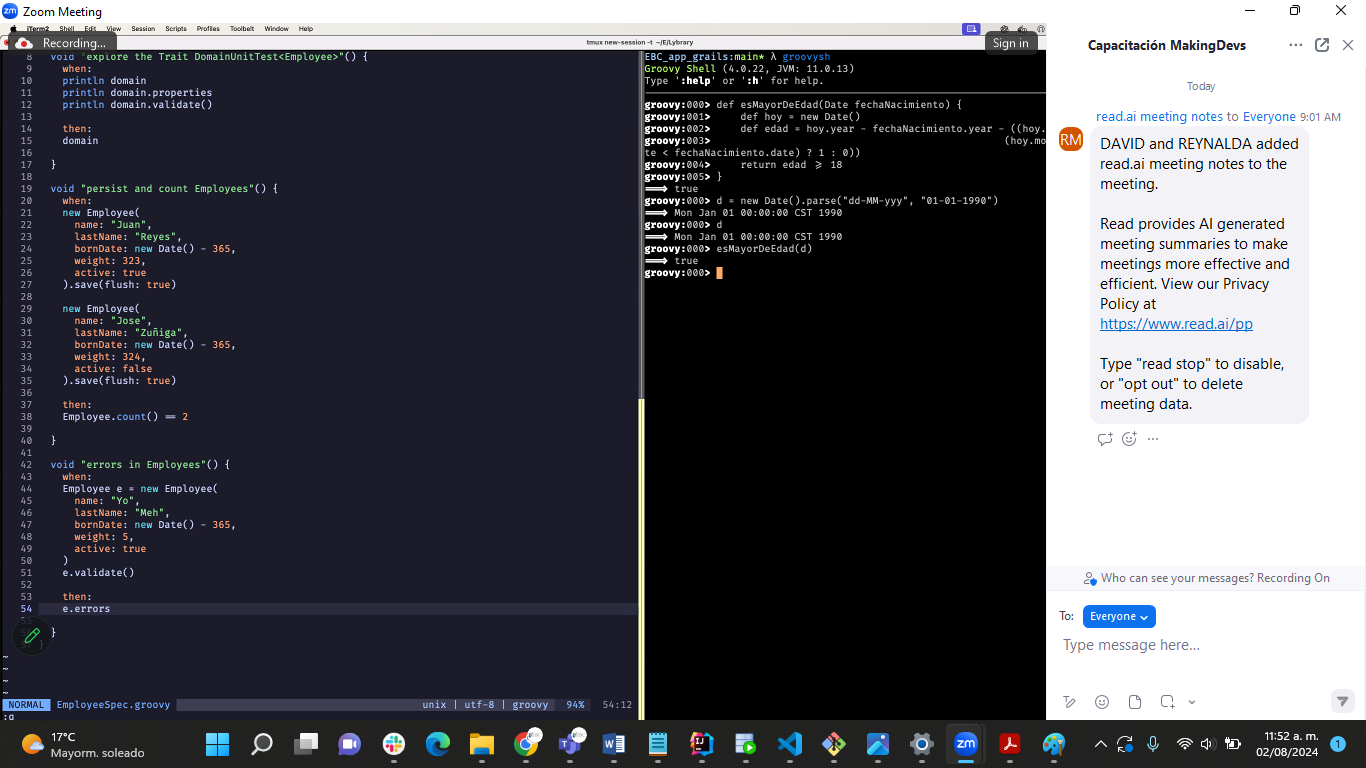 Zoom Meeting
iTerm2 Shell Edit View Session Scripts Profiles Toolbelt Window Help
Recording...
tmux new-session -t ~/E/Lybrary
Sign in
8 void "explore the Trait DomainUnitTest<Employee>"() {
9 when:
10 println domain
11 println domain.properties
12 println domain.validate()
13
14 then:
15 domain
16
17 }
18
19 void "persist and count Employees"() {
20 when:
21 new Employee(
22 name: "Juan",
23 lastName: "Reyes",
24 bornDate: new Date() - 365,
25 weight: 323,
26 active: true
27 ).save(flush: true)
28
29 new Employee(
30 name: "Jose",
31 lastName: "Zuñiga",
32 bornDate: new Date() - 365,
33 weight: 324,
34 active: false
35 ).save(flush: true)
36
37 then:
38 Employee.count() == 2
39
40 }
41
42 void "errors in Employees"() {
43 when:
44 Employee e = new Employee(
45 name: "Yo",
46 lastName: "Meh",
47 bornDate: new Date() - 365,
48 weight: 5,
49 active: true
50 )
51 e.validate()
52
53 then:
54 e.errors
}
~
~
~
~
NORMAL EmployeeSpec.groovy unix | utf-8 | groovy 94% 54:12
:q
EBC_app_grails:main* λ groovysh
Groovy Shell (4.0.22, JVM: 11.0.13)
Type ':help' or ':h' for help.
groovy:000> def esMayorDeEdad(Date fechaNacimiento) {
groovy:001> def hoy = new Date()
groovy:002> def edad = hoy.year - fechaNacimiento.year - ((hoy.
groovy:003> (hoy.mo
te < fechaNacimiento.date) ? 1 : 0))
groovy:004> return edad >= 18
groovy:005> }
===> true
groovy:000> d = new Date().parse("dd-MM-yyy", "01-01-1990")
===> Mon Jan 01 00:00:00 CST 1990
groovy:000> d
===> Mon Jan 01 00:00:00 CST 1990
groovy:000> esMayorDeEdad(d)
===> true
groovy:000>
Capacitación MakingDevs
Today
read.ai meeting notes to Everyone 9:01 AM
RM
DAVID and REYNALDA added
read.ai meeting notes to the
meeting.
Read provides AI generated
meeting summaries to make
meetings more effective and
efficient. View our Privacy
Policy at
https://www.read.ai/pp
Type "read stop" to disable,
or "opt out" to delete
meeting data.
Who can see your messages? Recording On
To: Everyone
Type message here...
17°C
Mayorm. soleado
11:52 a. m.
02/08/2024
1